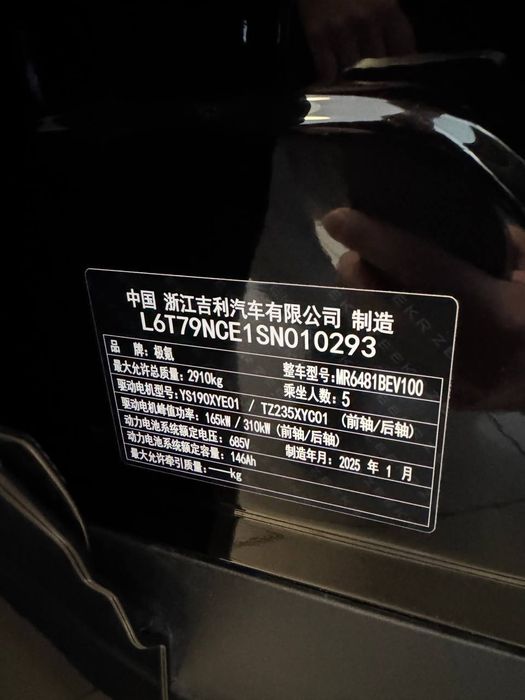 中国 浙江吉利汽车有限公司 制造
L6T79NCE1SN010293
品 牌：极氪 整车型号：MR6481BEV100
最大允许总质量：2910kg 乘坐人数：5
驱动电机型号：YS190XYE01 / TZ235XYC01（前轴/后轴）
驱动电机峰值功率：165kW / 310kW（前轴/后轴）
动力电池系统额定电压：685V 制造年月：2025 年 1 月
动力电池系统额定容量：146Ah
最大允许牵引质量：——kg